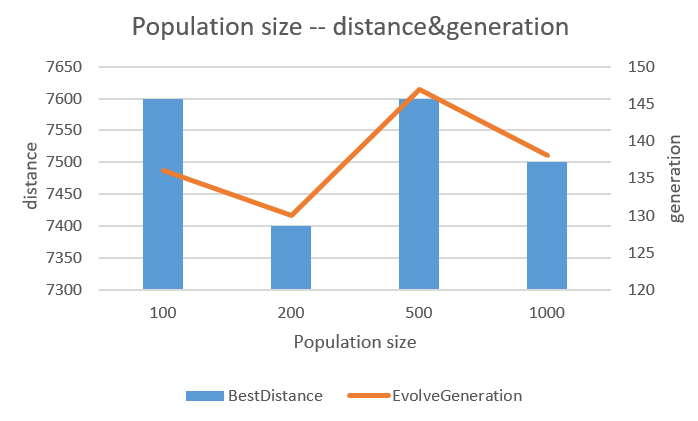 Population size -- distance&generation
7650
7600
7550
7500
7450
7400
7350
7300
distance
150
145
140
135
130
125
120
generation
100 200 500 1000
Population size
BestDistance EvolveGeneration